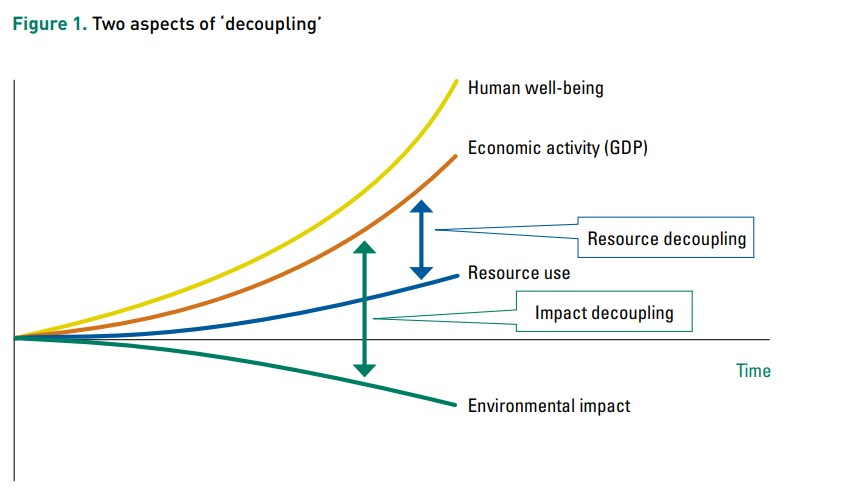 Figure 1. Two aspects of ‘decoupling’
Human well-being
Economic activity (GDP)
Resource decoupling
Resource use
Impact decoupling
Time
Environmental impact